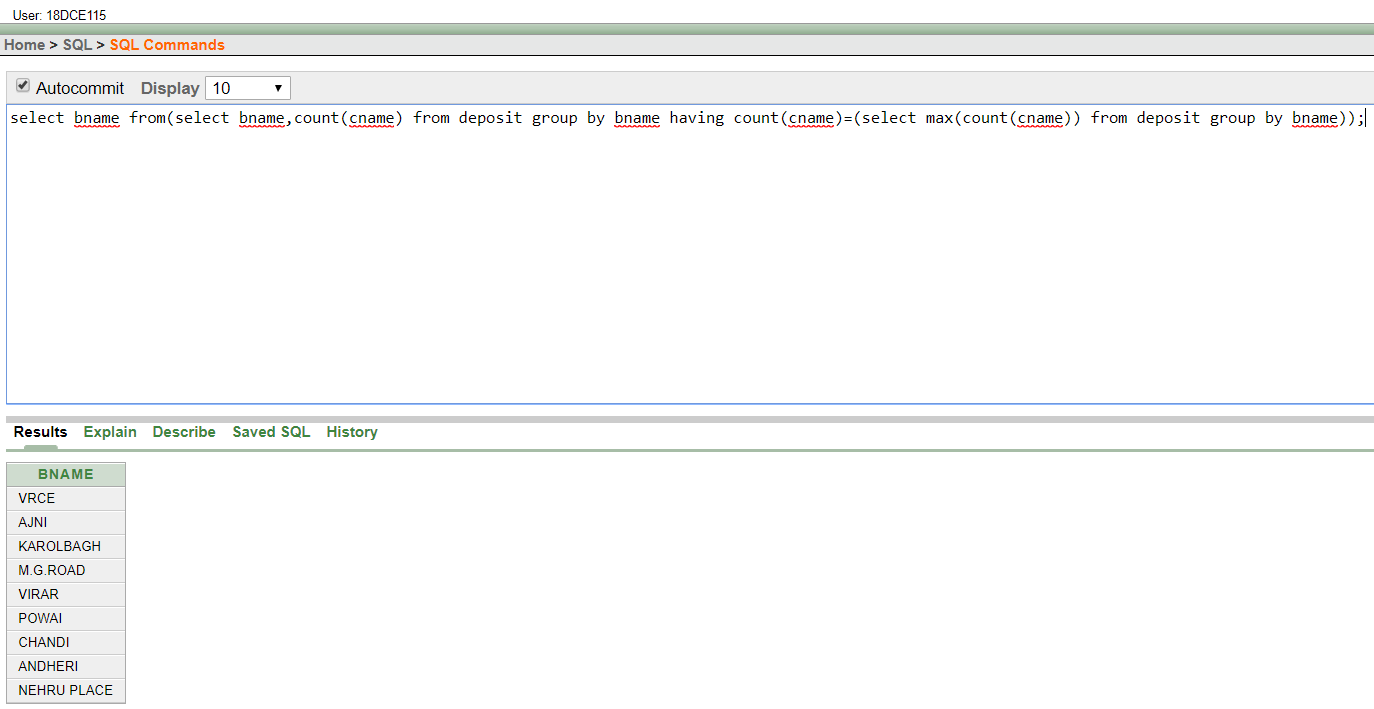 User: 18DCE115
Home > SQL > SQL Commands
Autocommit Display 10
select bname from(select bname,count(cname) from deposit group by bname having count(cname)=(select max(count(cname)) from deposit group by bname));
Results Explain Describe Saved SQL History
BNAME
VRCE
AJNI
KAROLBAGH
M.G.ROAD
VIRAR
POWAI
CHANDI
ANDHERI
NEHRU PLACE